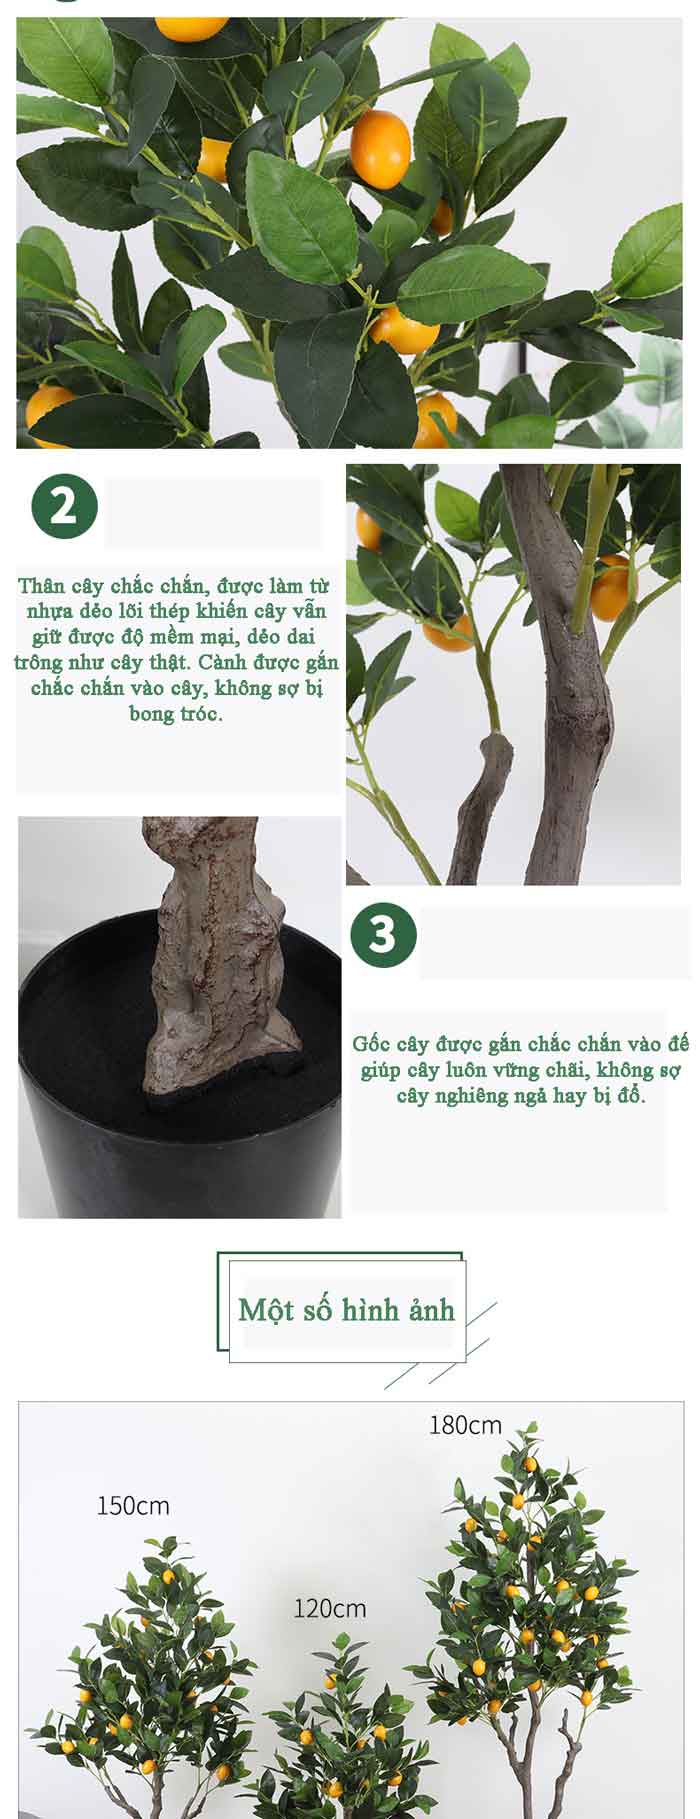 2
Thân cây chắc chắn, được làm từ
nhựa dẻo lõi thép khiến cây vẫn
giữ được độ mềm mại, dẻo dai
trông như cây thật. Cành được gắn
chắc chắn vào cây, không sợ bị
bong tróc.
3
Gốc cây được gắn chắc chắn vào đế
giúp cây luôn vững chãi, không sợ
cây nghiêng ngả hay bị đổ.
Một số hình ảnh
180cm
150cm
120cm